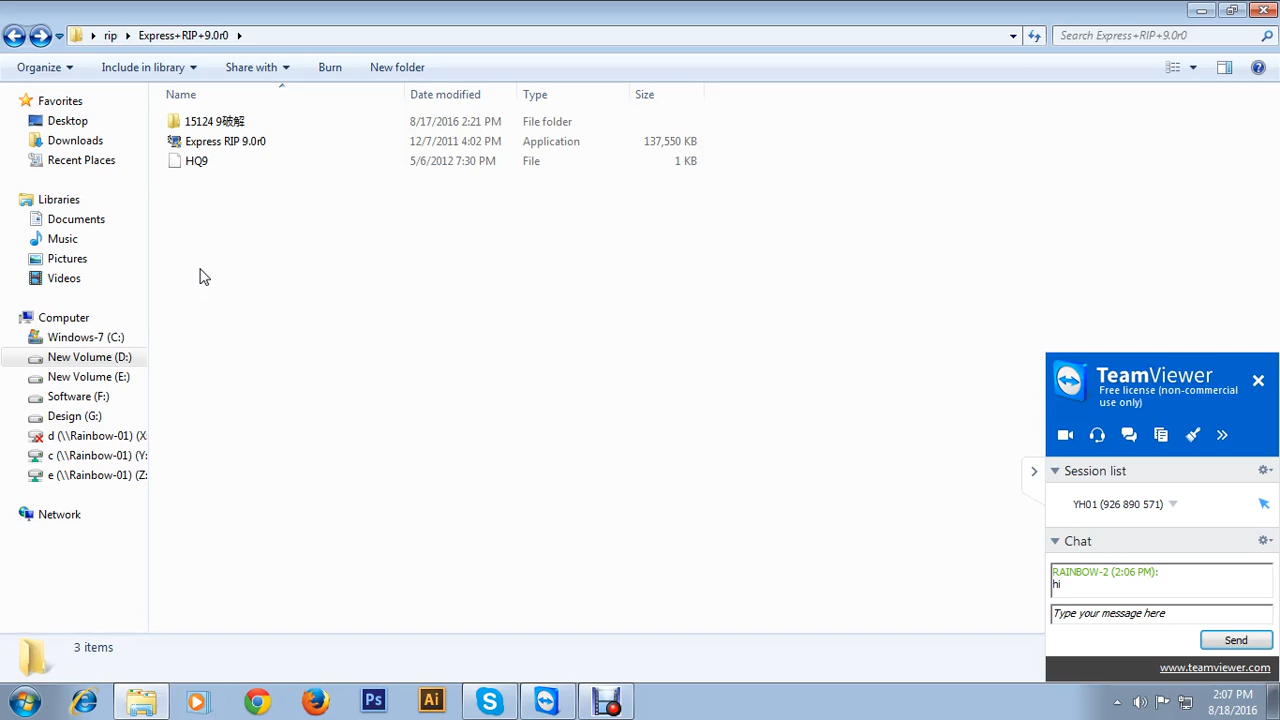 rip Express+RIP+9.0r0
Search Express+RIP+9.0r0
Organize Include in library Share with Burn New folder
Name Date modified Type Size
Favorites
Desktop
Downloads
Recent Places
Libraries
Documents
Music
Pictures
Videos
Computer
Windows-7 (C:)
New Volume (D:)
New Volume (E:)
Software (F:)
Design (G:)
d (\\Rainbow-01) (X
c (\\Rainbow-01) (Y:
e (\\Rainbow-01) (Z:
Network
15124 9破解 8/17/2016 2:21 PM File folder
Express RIP 9.0r0 12/7/2011 4:02 PM Application 137,550 KB
HQ9 5/6/2012 7:30 PM File 1 KB
3 items
TeamViewer
Free license (non-commercial
use only)
Session list
YH01 (926 890 571)
Chat
RAINBOW-2 (2:06 PM):
hi
Type your message here
Send
www.teamviewer.com
Ps Ai
2:07 PM
8/18/2016